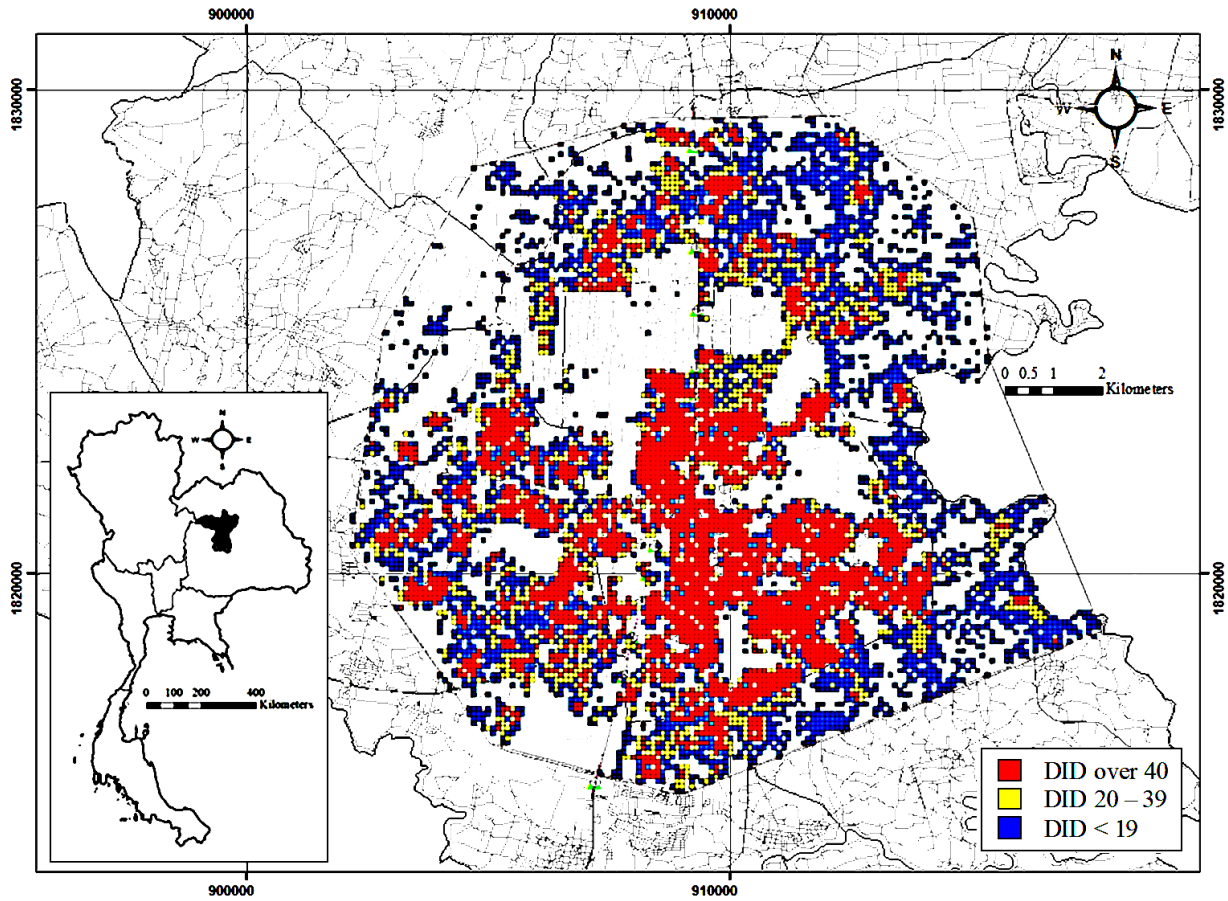 900000 910000
1830000 1830000
N
W E
S
0 0.5 1 2
Kilometers
N
W E
S
1820000 1820000
0 100 200 400
Kilometers
DID over 40
DID 20 – 39
DID < 19
900000 910000